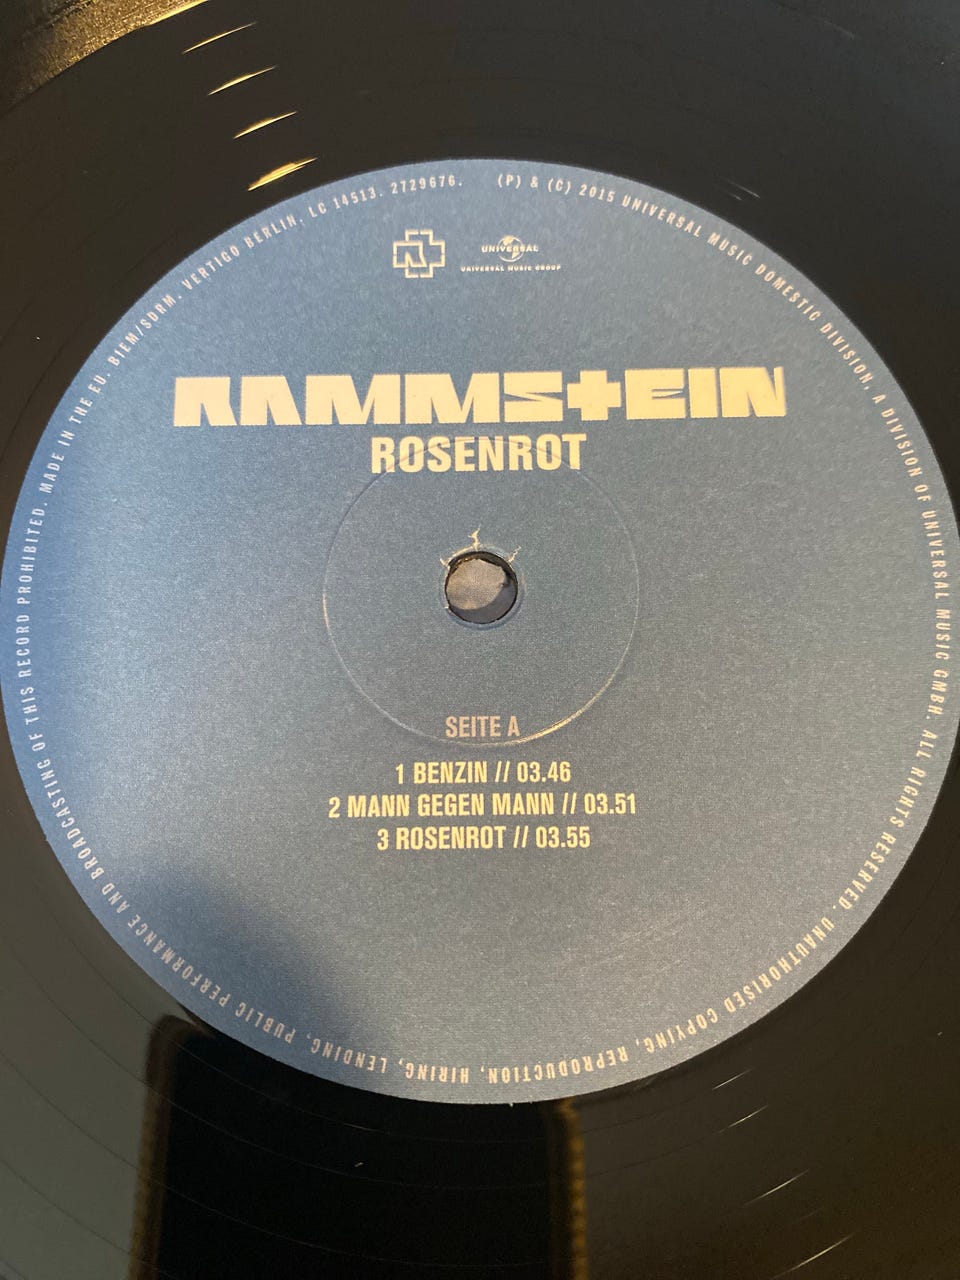 MADE IN THE EU. BIEM/SDRM. VERTIGO BERLIN. LC 14513. 2729676. (P) & (C) 2015 UNIVERSAL MUSIC DOMESTIC DIVISION, A DIVISION OF UNIVERSAL MUSIC GMBH. ALL RIGHTS RESERVED. UNAUTHORISED COPYING, REPRODUCTION, HIRING, LENDING, PUBLIC PERFORMANCE AND BROADCASTING OF THIS RECORD PROHIBITED.
UNIVERSAL
UNIVERSAL MUSIC GROUP
RAMMSTEIN
ROSENROT
SEITE A
1 BENZIN // 03.46
2 MANN GEGEN MANN // 03.51
3 ROSENROT // 03.55